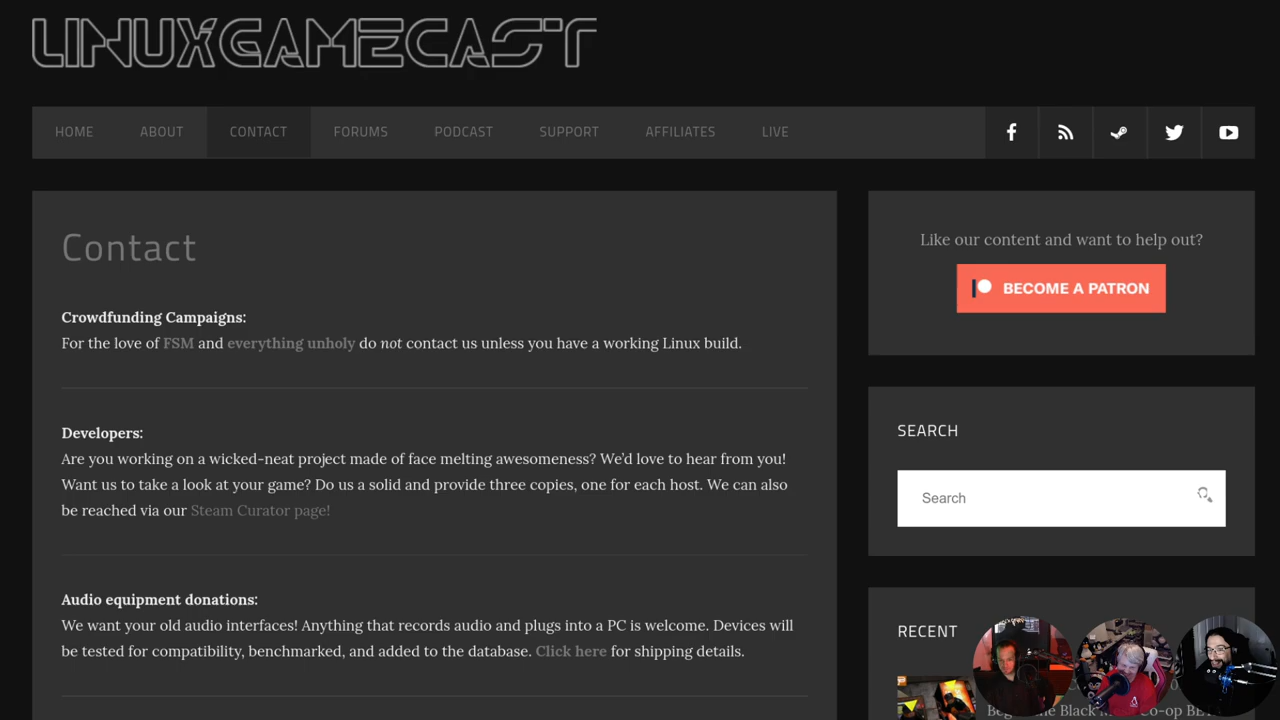 LINUXGAMECAST
HOME
ABOUT
CONTACT
FORUMS
PODCAST
SUPPORT
AFFILIATES
LIVE
Contact
Crowdfunding Campaigns:
For the love of FSM and everything unholy do not contact us unless you have a working Linux build.
Developers:
Are you working on a wicked-neat project made of face melting awesomeness? We'd love to hear from you!
Want us to take a look at your game? Do us a solid and provide three copies, one for each host. We can also
be reached via our Steam Curator page!
Audio equipment donations:
We want your old audio interfaces! Anything that records audio and plugs into a PC is welcome. Devices will
be tested for compatibility, benchmarked, and added to the database. Click here for shipping details.
Like our content and want to help out?
BECOME A PATRON
SEARCH
Search
RECENT
Co-op